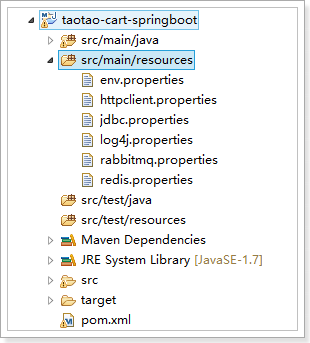 taotao-cart-springboot
src/main/java
src/main/resources
env.properties
httpclient.properties
jdbc.properties
log4j.properties
rabbitmq.properties
redis.properties
src/test/java
src/test/resources
Maven Dependencies
JRE System Library [JavaSE-1.7]
src
target
pom.xml